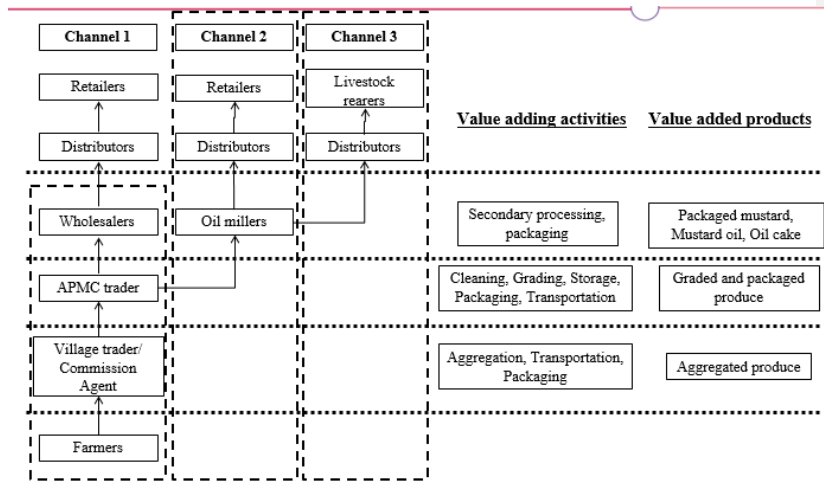 Channel 1
Channel 2
Channel 3
Retailers
Retailers
Livestock
rearers
Value adding activities
Value added products
Distributors
Distributors
Distributors
Wholesalers
Oil millers
Secondary processing,
packaging
Packaged mustard,
Mustard oil, Oil cake
APMC trader
Cleaning, Grading, Storage,
Packaging, Transportation
Graded and packaged
produce
Village trader/
Commission
Agent
Aggregation, Transportation,
Packaging
Aggregated produce
Farmers